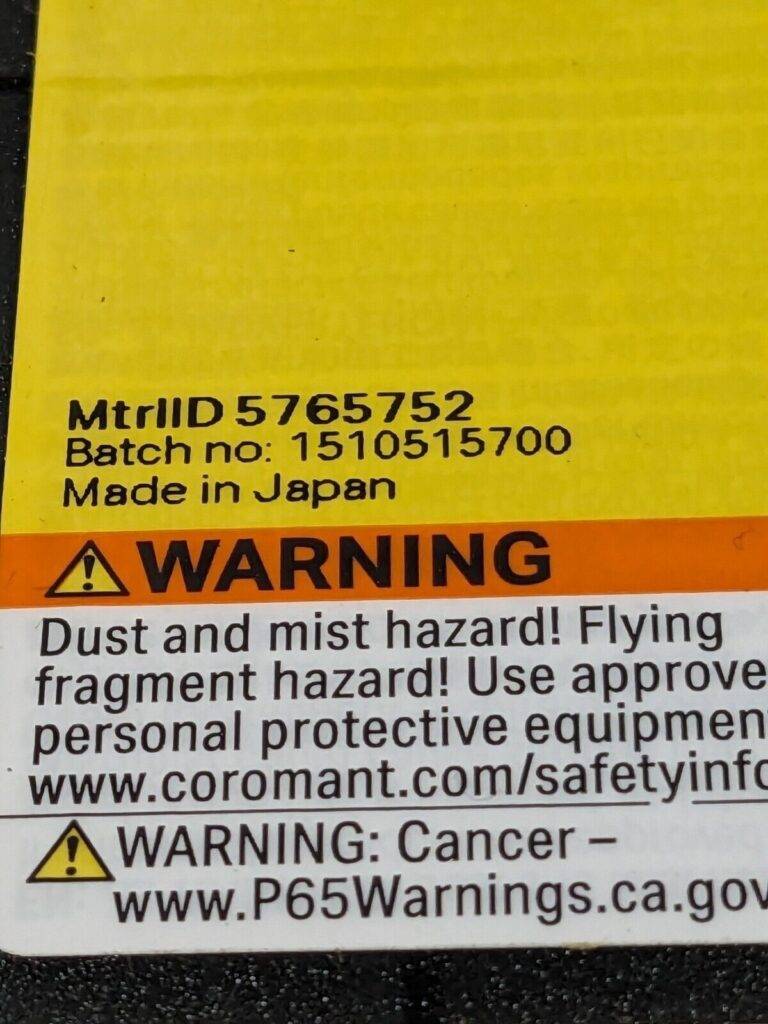 MtrlID 5765752
Batch no: 1510515700
Made in Japan
WARNING
Dust and mist hazard! Flying
fragment hazard! Use approve
personal protective equipmen
www.coromant.com/safetyinfo
WARNING: Cancer –
www.P65Warnings.ca.gov